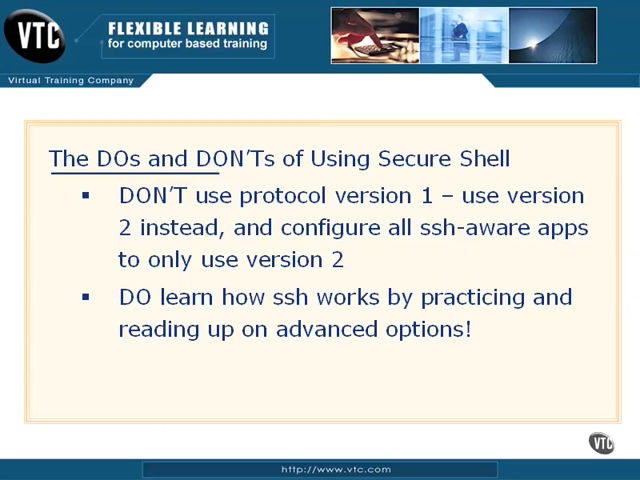 VTC
FLEXIBLE LEARNING
for computer based training
Virtual Training Company
The DOs and DON'Ts of Using Secure Shell
▪ DON'T use protocol version 1 – use version
2 instead, and configure all ssh-aware apps
to only use version 2
▪ DO learn how ssh works by practicing and
reading up on advanced options!
VTC
http://www.vtc.com